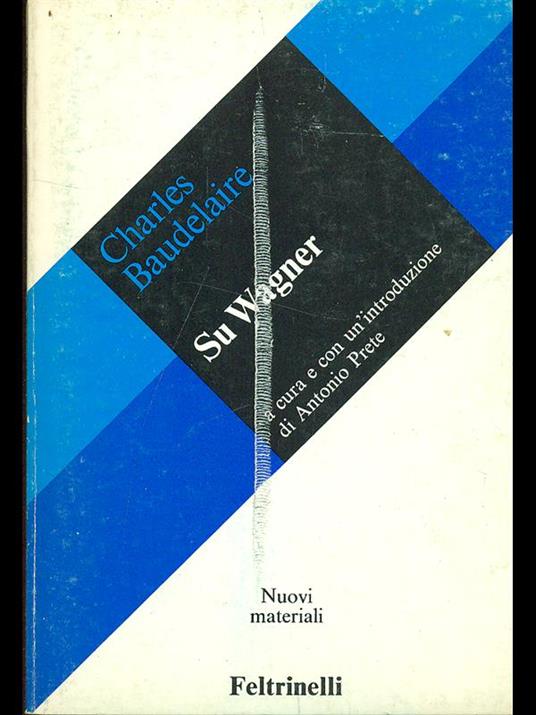 Charles
Baudelaire
Su Wagner
a cura e con un'introduzione
di Antonio Prete
Nuovi
materiali
Feltrinelli